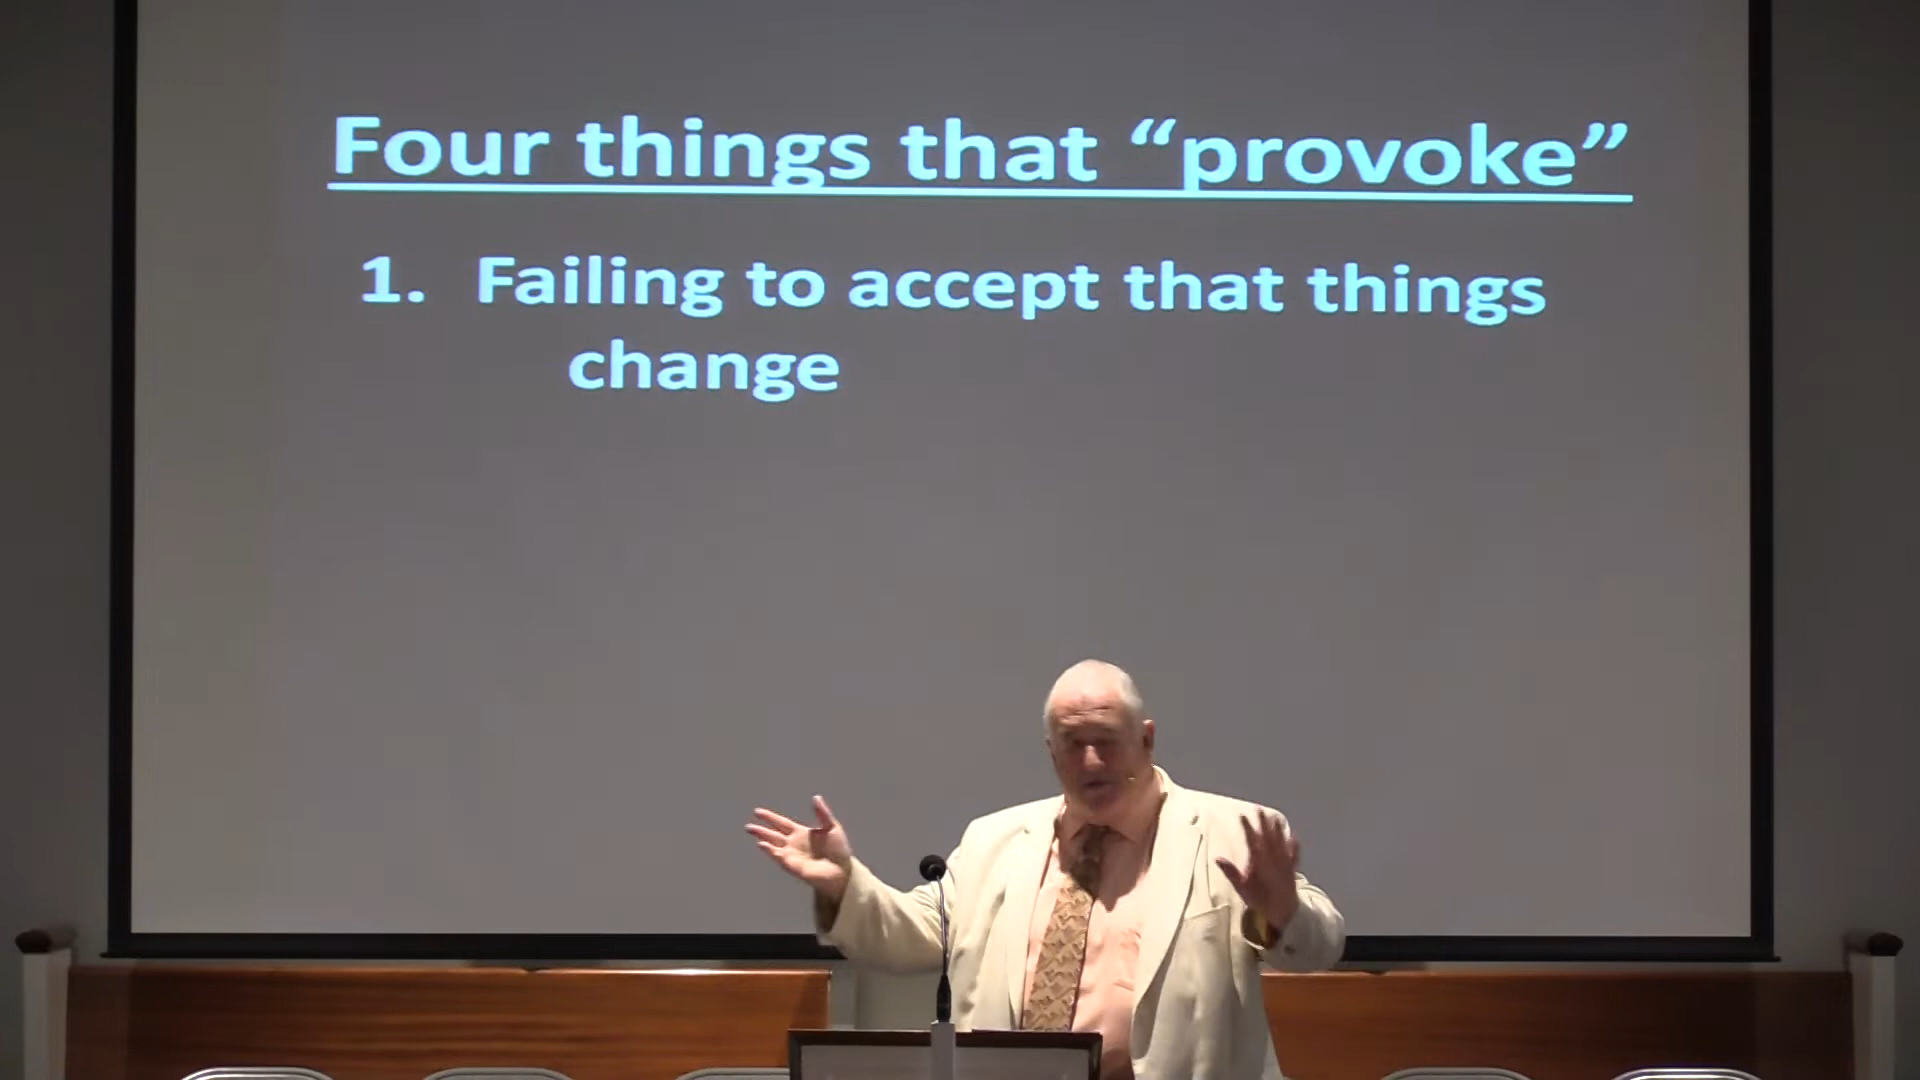 Four things that “provoke”
1. Failing to accept that things
change